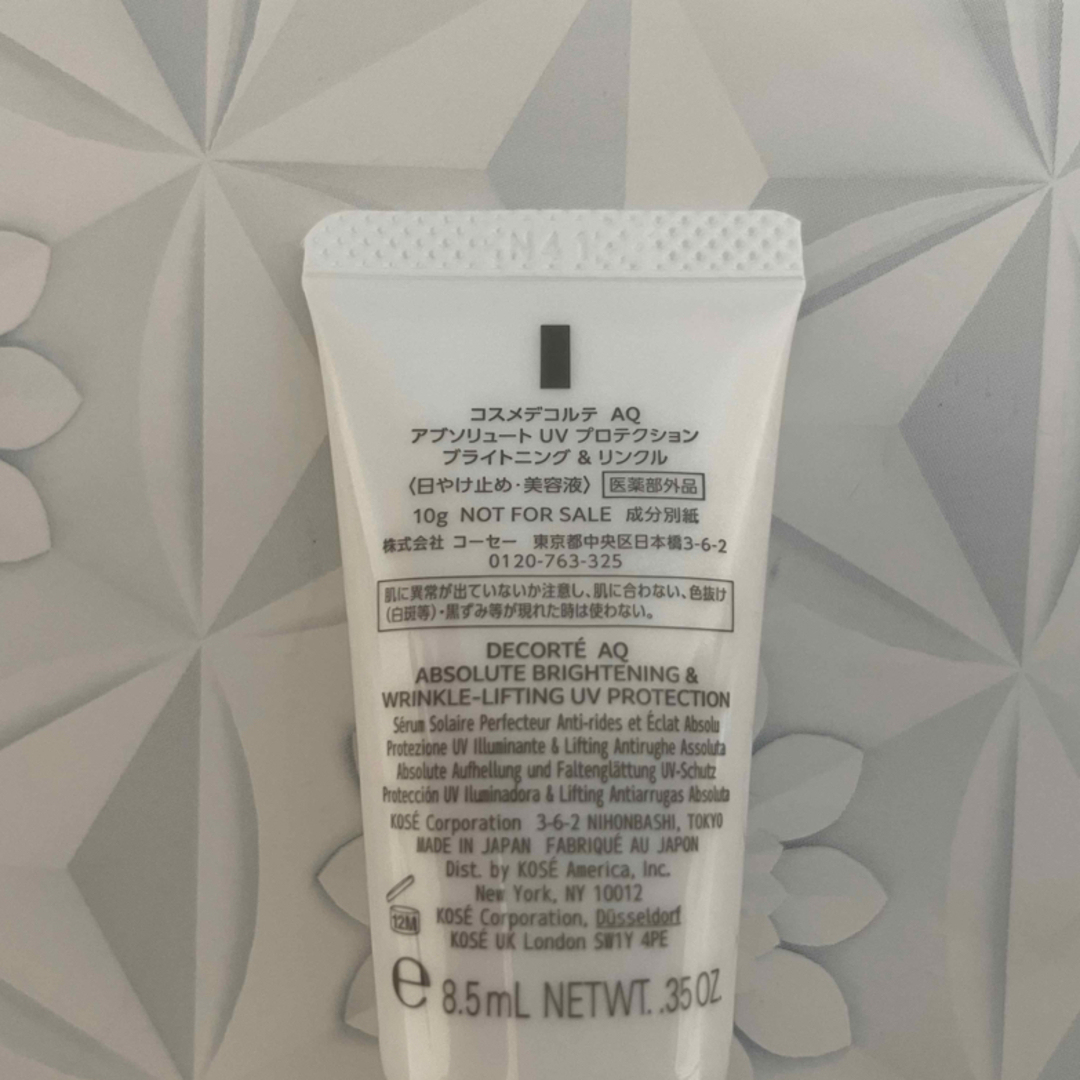 N41
コスメデコルテ AQ
アブソリュート UV プロテクション
ブライトニング & リンクル
〈日やけ止め・美容液〉 医薬部外品
10g NOT FOR SALE 成分別紙
株式会社 コーセー 東京都中央区日本橋3-6-2
0120-763-325
肌に異常が出ていないか注意し、肌に合わない、色抜け
(白斑等)・黒ずみ等が現れた時は使わない。
DECORTÉ AQ
ABSOLUTE BRIGHTENING &
WRINKLE-LIFTING UV PROTECTION
Sérum Solaire Perfecteur Anti-rides et Éclat Absolu
Protezione UV Illuminante & Lifting Antirughe Assoluta
Absolute Aufhellung und Faltenglättung UV-Schutz
Protección UV Iluminadora & Lifting Antiarrugas Absoluta
KOSÉ Corporation 3-6-2 NIHONBASHI, TOKYO
MADE IN JAPAN FABRIQUÉ AU JAPON
Dist. by KOSÉ America, Inc.
New York, NY 10012
12M KOSÉ Corporation, Düsseldorf
KOSÉ UK London SW1Y 4PE
e 8.5mL NETWT. .35OZ